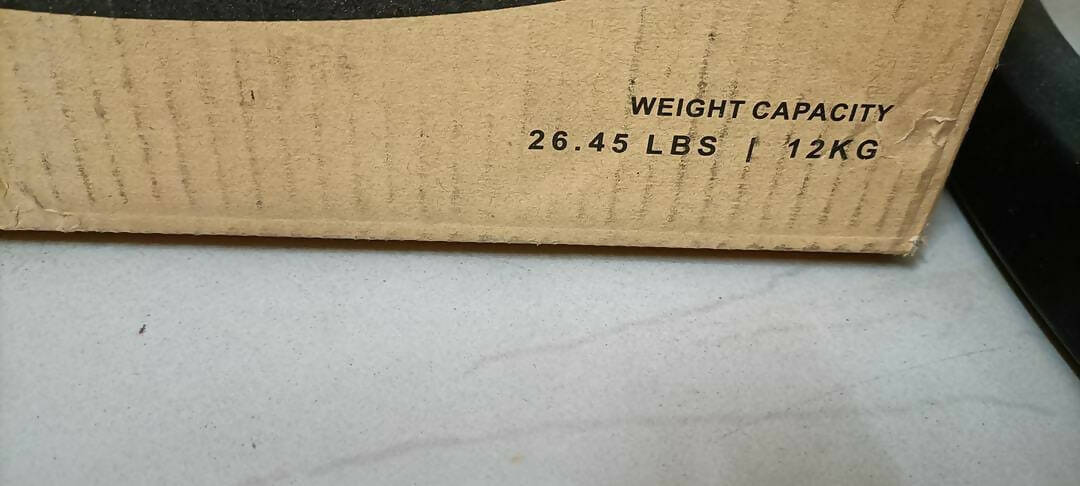 WEIGHT CAPACITY
26.45 LBS | 12KG